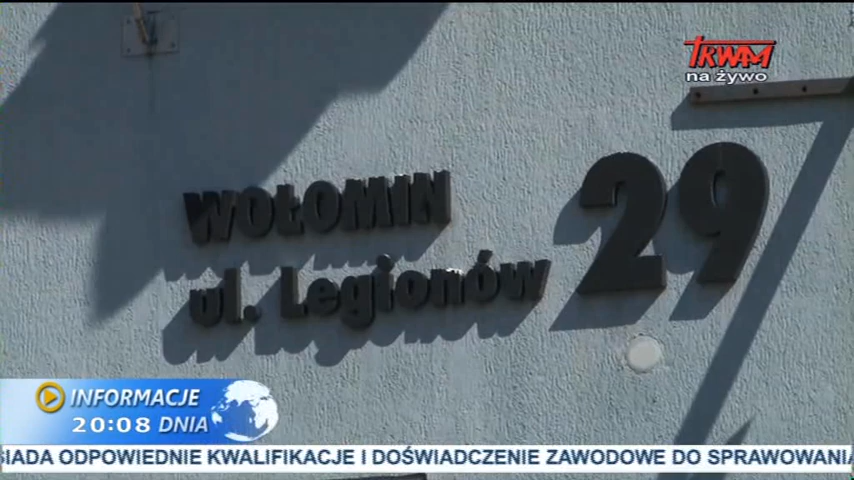 TRWAM
na żywo
WOŁOMIN
ul. Legionów 29
INFORMACJE
20:08 DNIA
SIADA ODPOWIEDNIE KWALIFIKACJE I DOŚWIADCZENIE ZAWODOWE DO SPRAWOWANIA